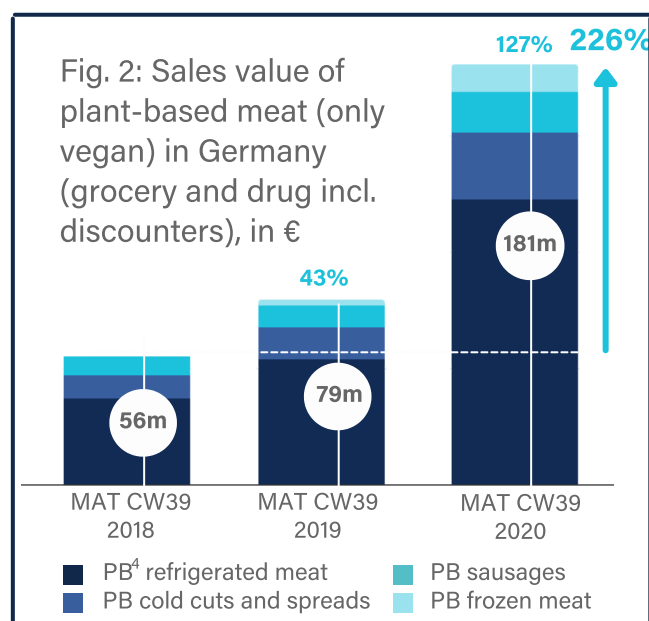 127% 226%
Fig. 2: Sales value of
plant-based meat (only
vegan) in Germany
(grocery and drug incl.
discounters), in €
181m
43%
79m
56m
MAT CW39 MAT CW39 MAT CW39
2018 2019 2020
PB⁴ refrigerated meat PB sausages
PB cold cuts and spreads PB frozen meat